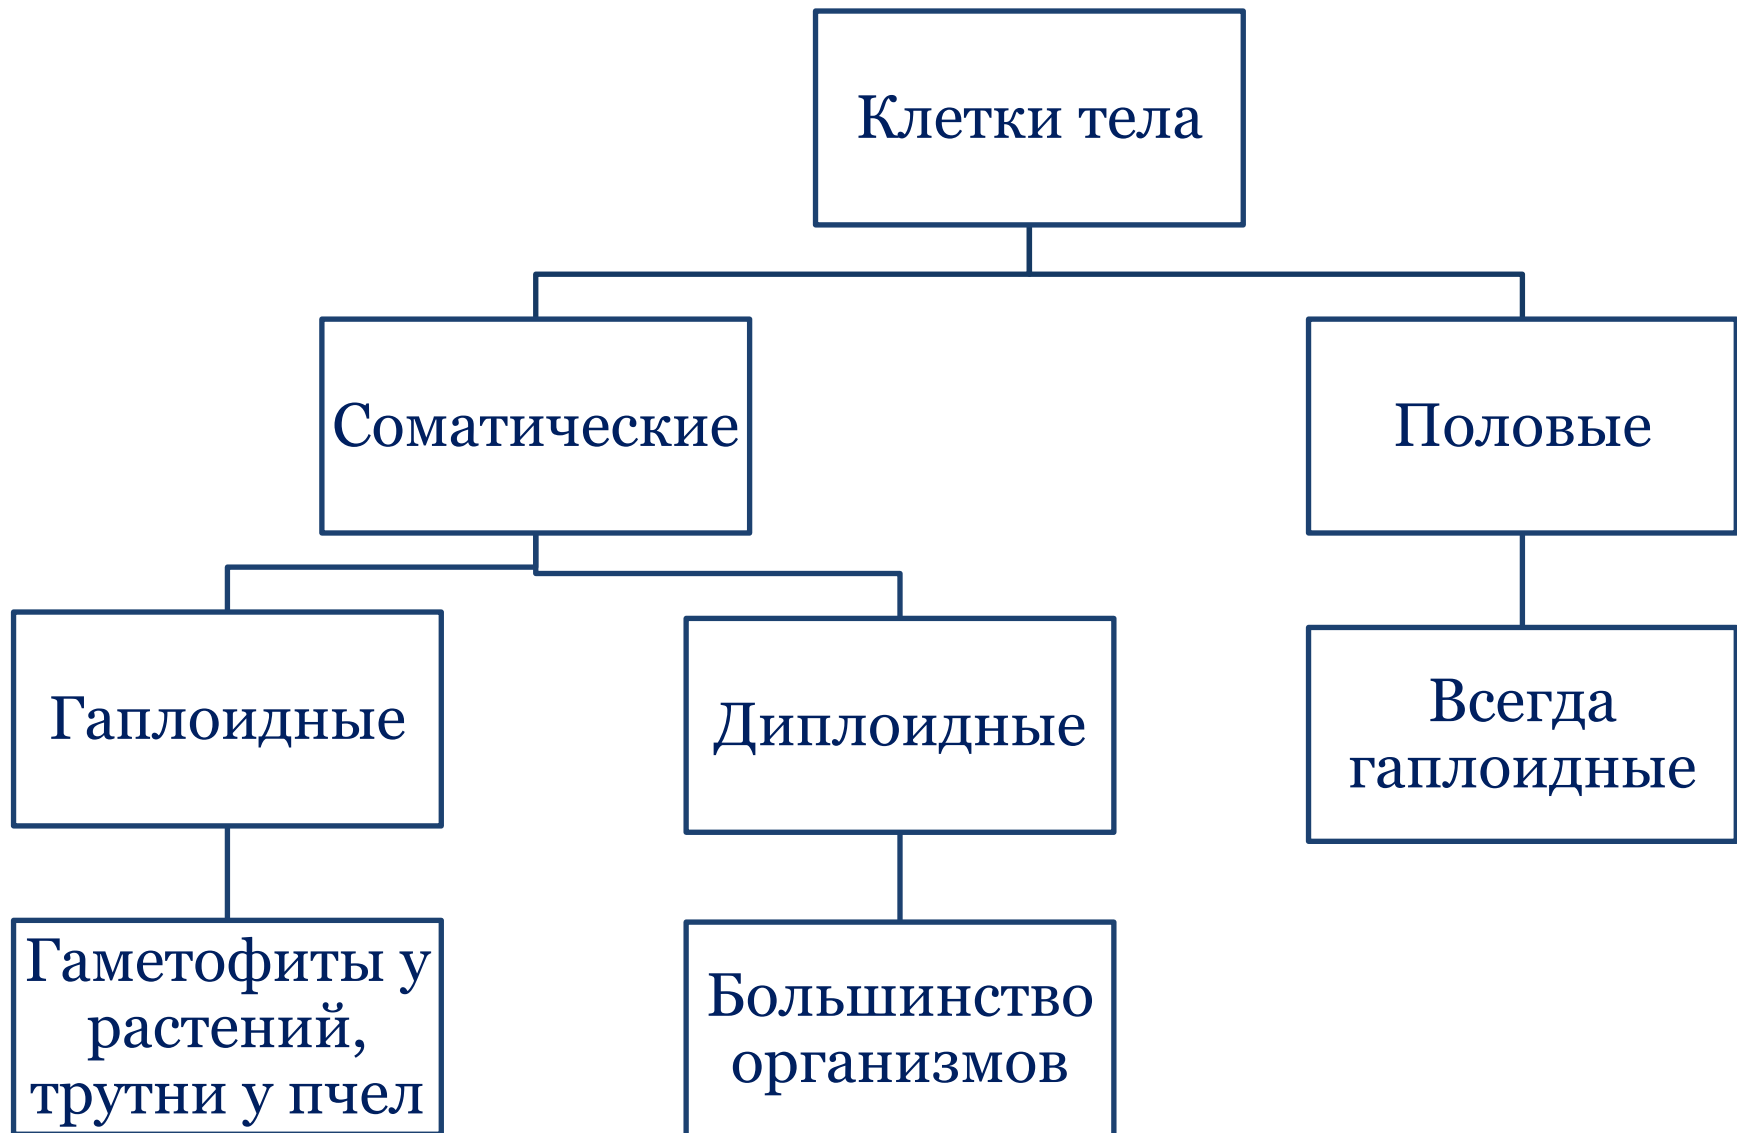 Клетки тела
Соматические
Половые
Гаплоидные
Диплоидные
Всегда
гаплоидные
Гаметофиты у
растений,
трутни у пчел
Большинство
организмов